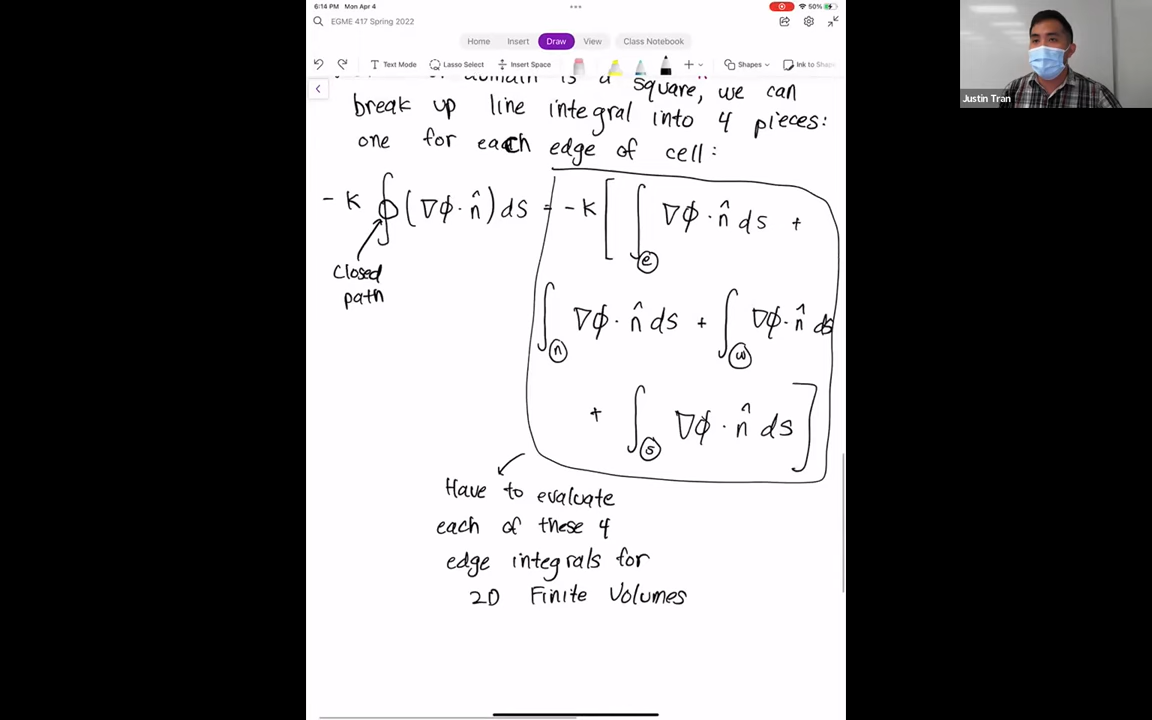 6:14 PM Mon Apr 4
50%
EGME 417 Spring 2022
Home Insert Draw View Class Notebook
Text Mode Lasso Select Insert Space Shapes Ink to Shape
domain is a square, we can
break up line integral into 4 pieces:
one for each edge of cell:
-k ∮(∇φ·n̂)ds = -k[∫ₑ ∇φ·n̂ ds +
∫ₙ ∇φ·n̂ ds + ∫w ∇φ·n̂ ds
+ ∫ₛ ∇φ·n̂ ds]
Closed
path
Have to evaluate
each of these 4
edge integrals for
2D Finite Volumes
Justin Tran